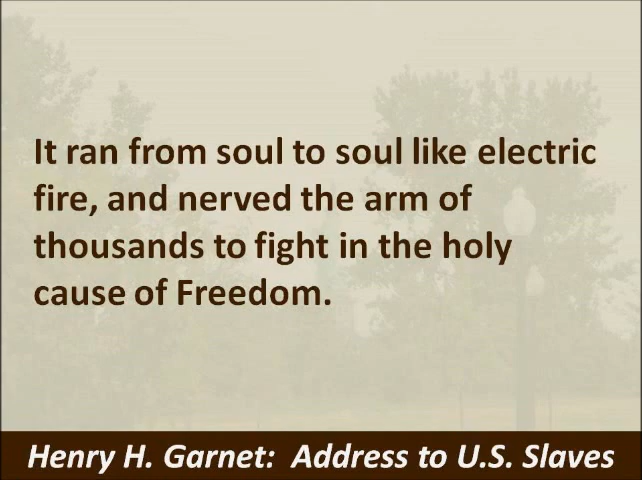 It ran from soul to soul like electric
fire, and nerved the arm of
thousands to fight in the holy
cause of Freedom.
Henry H. Garnet:  Address to U.S. Slaves